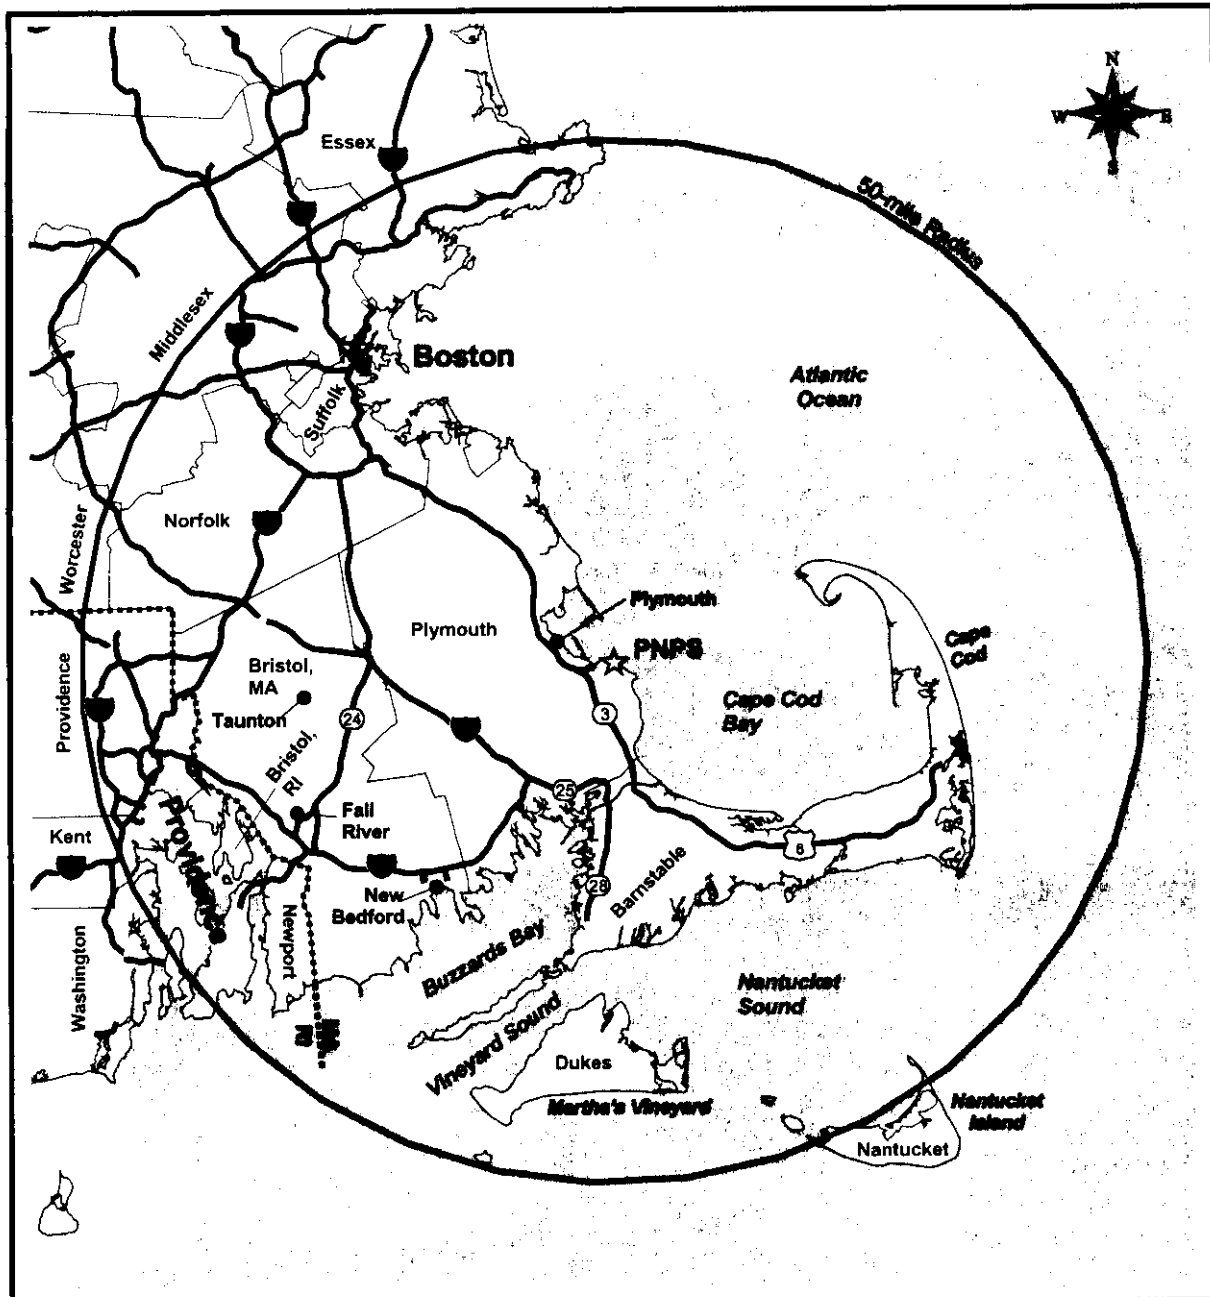 N
W
E
S
Essex
50-mile Radius
Middlesex
Boston
Atlantic
Ocean
Suffolk
Norfolk
Worcester
Plymouth
Plymouth
PNPS
Cape
Cod
Bristol,
MA
Providence
Taunton
24
3
Cape Cod
Bay
Bristol,
RI
25
Fall
River
Providence
Kent
6
28
Barnstable
New
Bedford
Newport
Buzzards Bay
Washington
Nantucket
Sound
RI
MA
Vineyard Sound
Dukes
Martha's Vineyard
Nantucket
Island
Nantucket